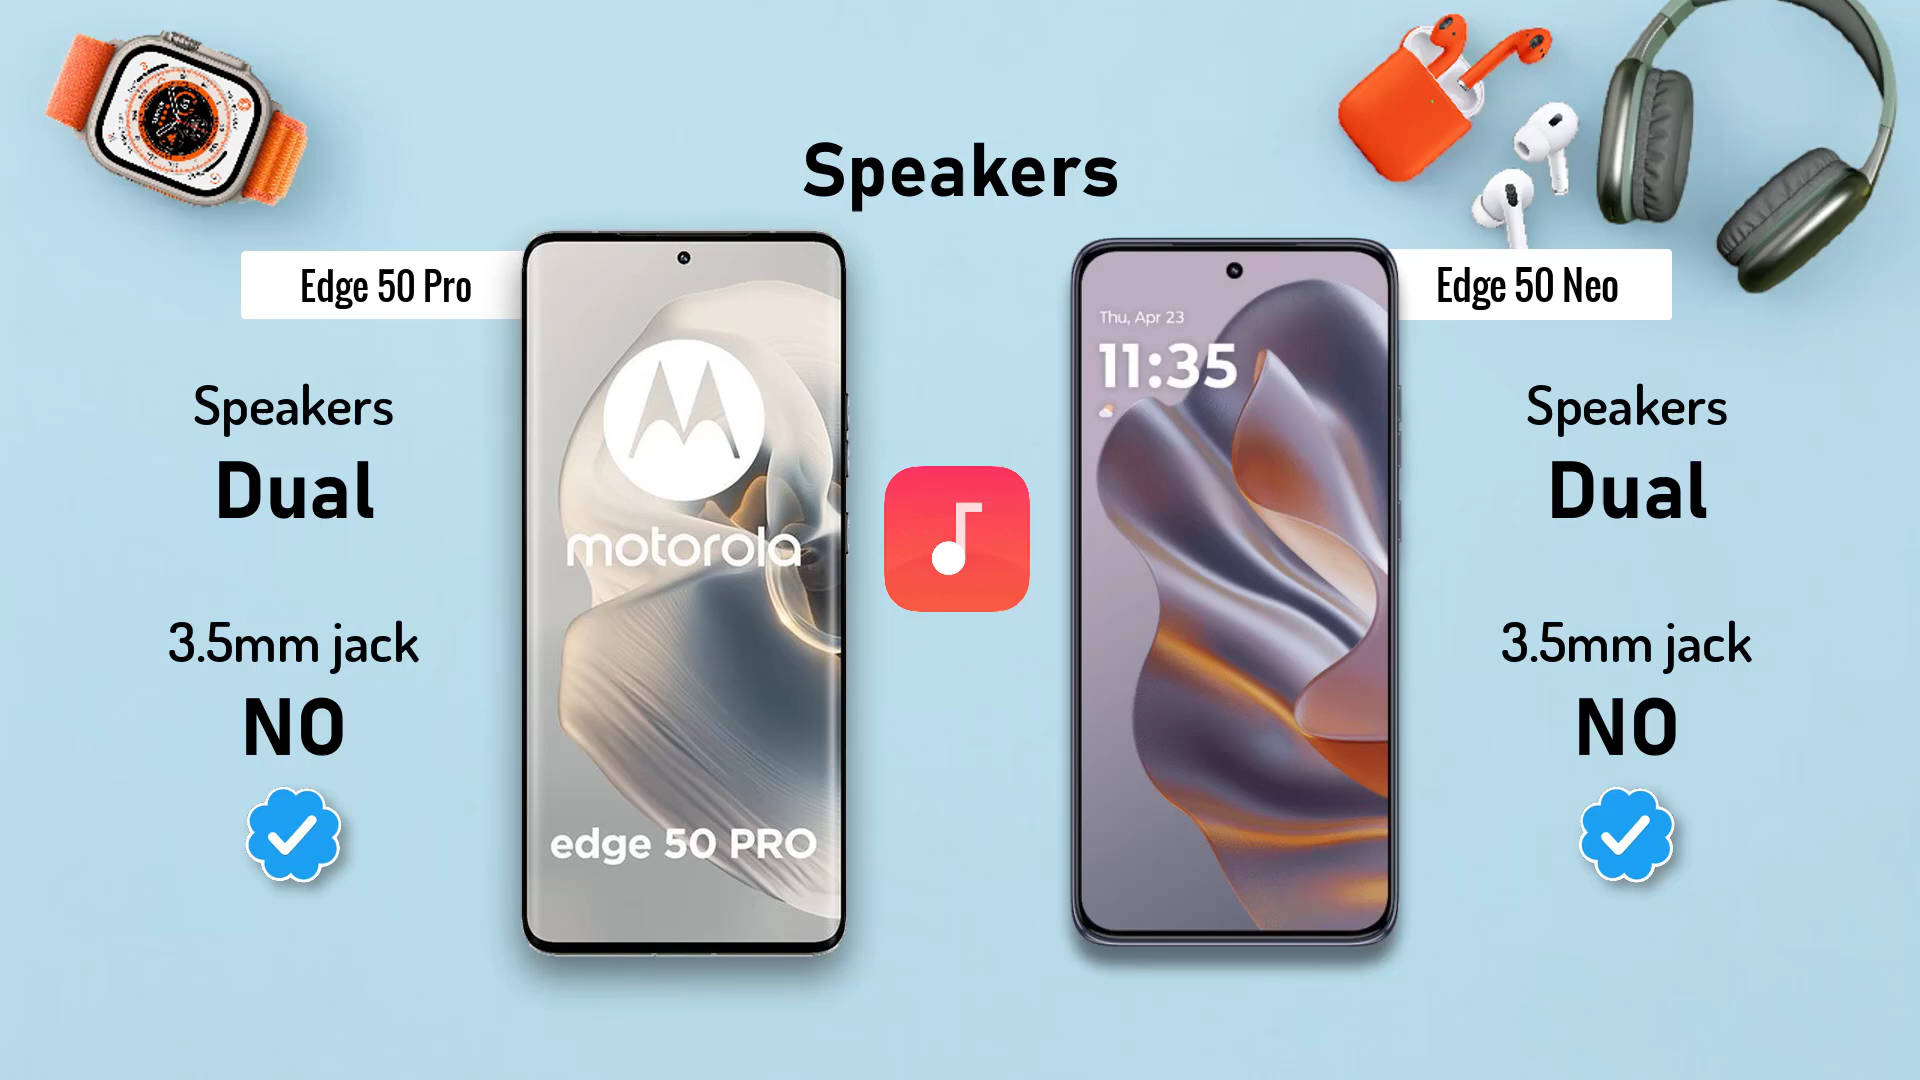 Speakers
Edge 50 Pro
Speakers
Dual
3.5mm jack
NO
motorola
edge 50 PRO
Thu, Apr 23
11:35
Edge 50 Neo
Speakers
Dual
3.5mm jack
NO